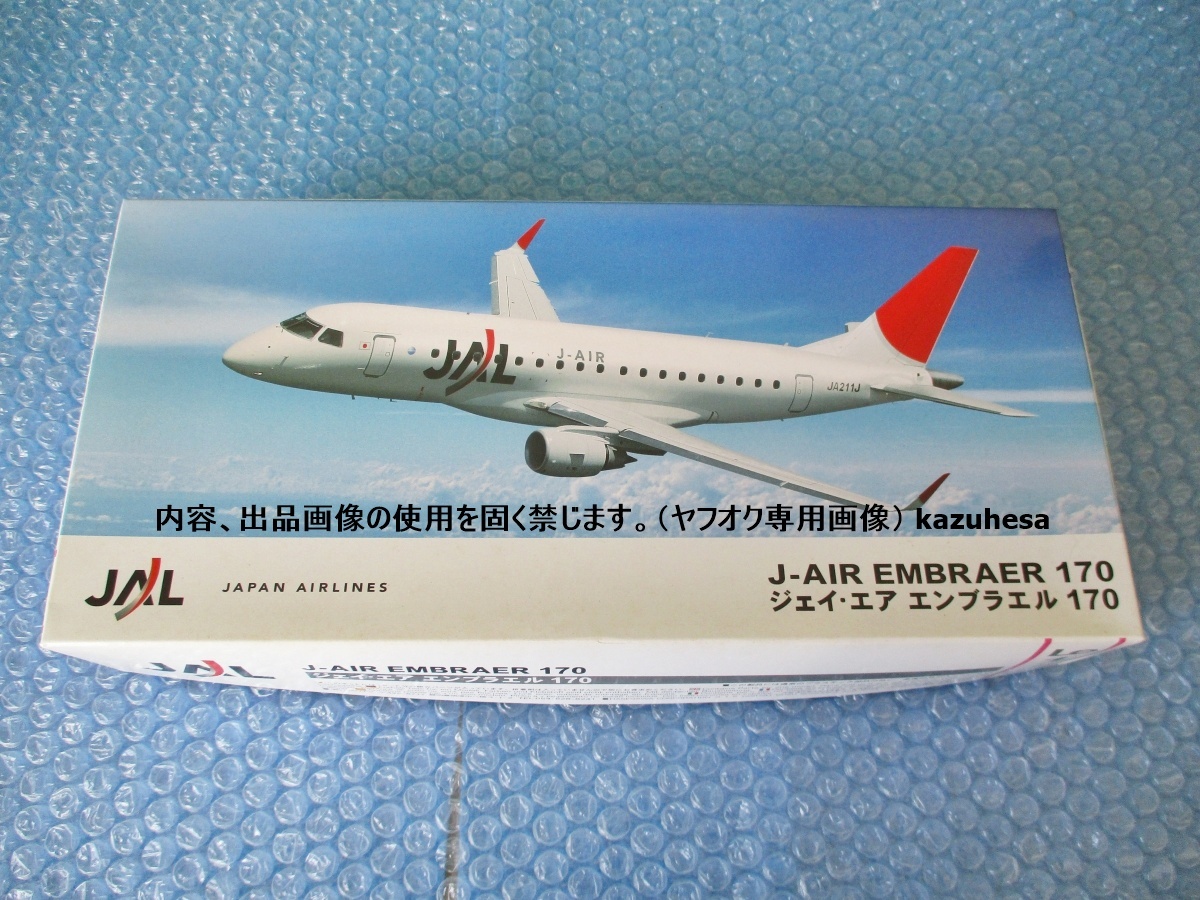 JAL
J-AIR
JA211J
内容、出品画像の使用を固く禁じます。（ヤフオク専用画像） kazuhesa
JAL
JAPAN AIRLINES
J-AIR EMBRAER 170
ジェイ・エア エンブラエル 170
JAL
J-AIR EMBRAER 170
ジェイ・エア エンブラエル 170